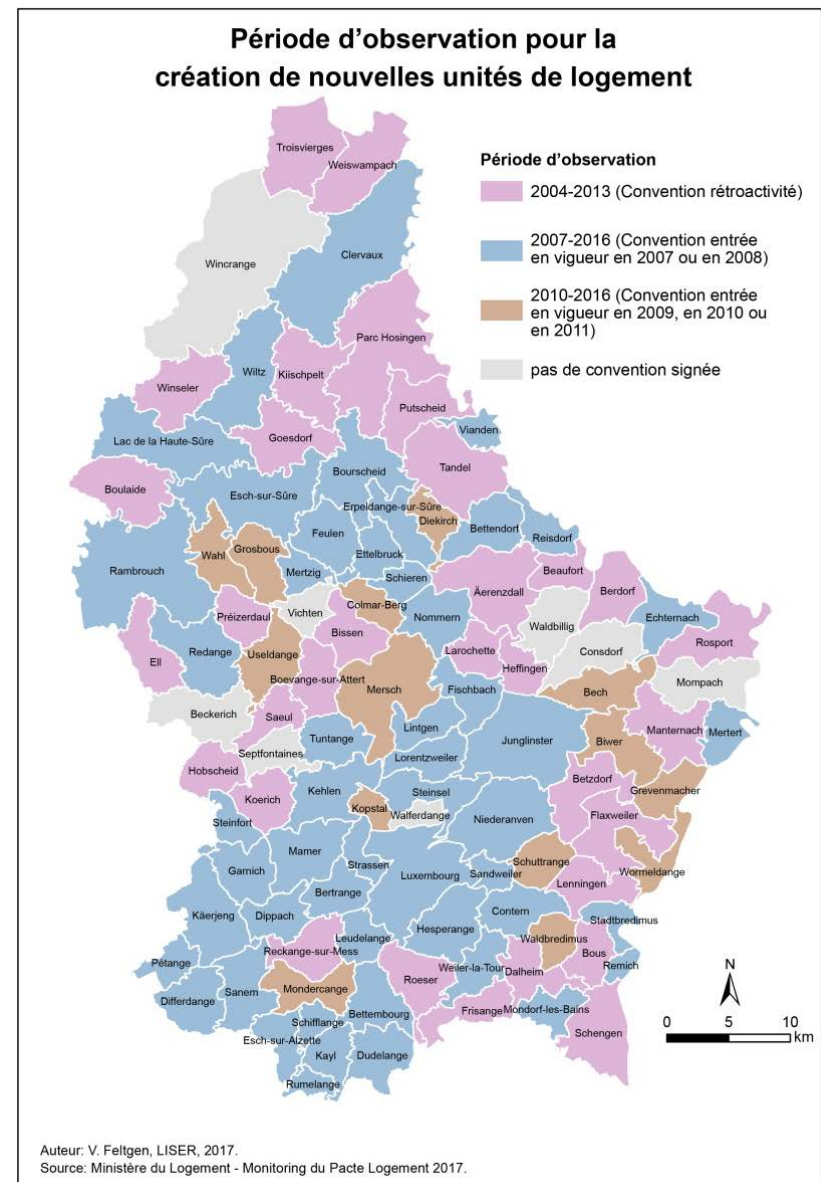 Période d'observation pour la
création de nouvelles unités de logement
Période d'observation
2004-2013 (Convention rétroactivité)
2007-2016 (Convention entrée
en vigueur en 2007 ou en 2008)
2010-2016 (Convention entrée
en vigueur en 2009, en 2010 ou
en 2011)
pas de convention signée
Troisvierges
Weiswampach
Clervaux
Wincrange
Parc Hosingen
Wiltz
Kiischpelt
Winseler
Putscheid
Vianden
Goesdorf
Lac de la Haute-Sûre
Tandel
Bourscheid
Boulaide
Esch-sur-Sûre
Erpeldange-sur-Sûre
Diekirch
Bettendorf
Feulen
Reisdorf
Wahl
Grosbous
Ettelbruck
Rambrouch
Mertzig
Schieren
Beaufort
Äerenzdall
Berdorf
Colmar-Berg
Vichten
Préizerdaul
Nommern
Echternach
Waldbillig
Bissen
Rosport
Redange
Useldange
Larochette
Consdorf
Ell
Heffingen
Boevange-sur-Attert
Mersch
Fischbach
Bech
Mompach
Beckerich
Saeul
Lintgen
Manternach
Mertert
Tuntange
Junglinster
Biwer
Septfontaines
Lorentzweiler
Hobscheid
Betzdorf
Kehlen
Steinsel
Grevenmacher
Koerich
Kopstal
Walferdange
Flaxweiler
Steinfort
Niederanven
Mamer
Schuttrange
Strassen
Wormeldange
Garnich
Luxembourg
Sandweiler
Lenningen
Bertrange
Contern
Käerjeng
Dippach
Stadtbredimus
Hesperange
Leudelange
Waldbredimus
Reckange-sur-Mess
Bous
Pétange
Weiler-la-Tour
Dalheim
Remich
Roeser
Sanem
Mondercange
Differdange
Bettembourg
Frisange
Mondorf-les-Bains
Schifflange
Schengen
Esch-sur-Alzette
Kayl
Dudelange
Rumelange
N
0 5 10
km
Auteur: V. Feltgen, LISER, 2017.
Source: Ministère du Logement - Monitoring du Pacte Logement 2017.